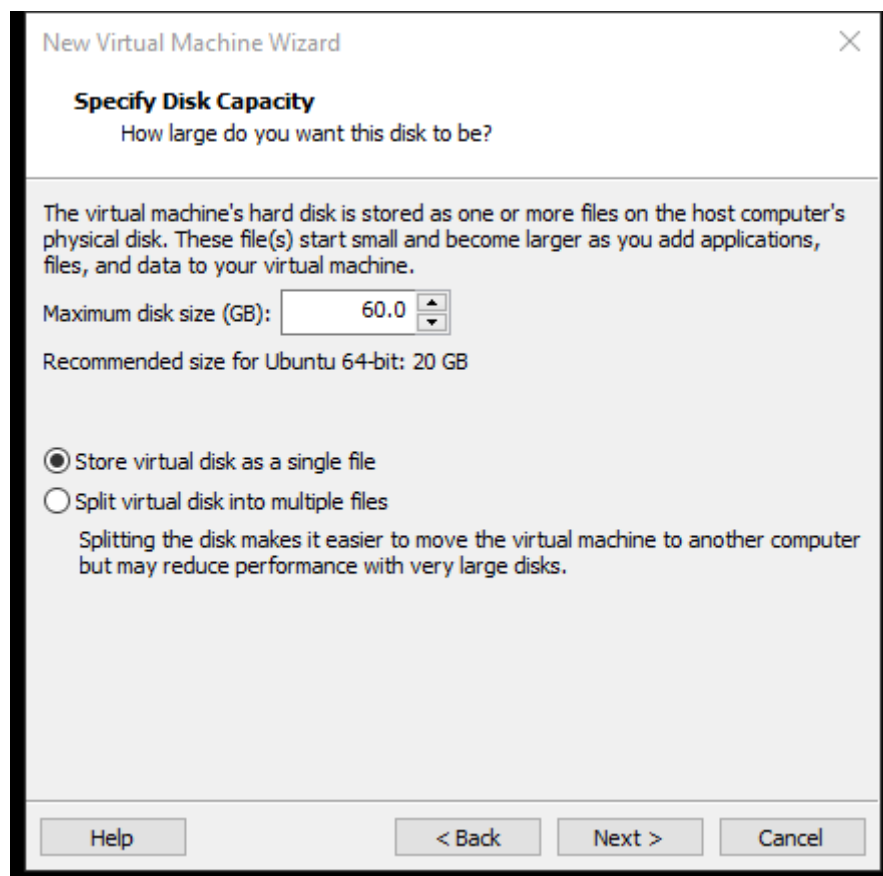 New Virtual Machine Wizard
Specify Disk Capacity
How large do you want this disk to be?
The virtual machine's hard disk is stored as one or more files on the host computer's
physical disk. These file(s) start small and become larger as you add applications,
files, and data to your virtual machine.
Maximum disk size (GB): 60.0
Recommended size for Ubuntu 64-bit: 20 GB
Store virtual disk as a single file
Split virtual disk into multiple files
Splitting the disk makes it easier to move the virtual machine to another computer
but may reduce performance with very large disks.
Help < Back Next > Cancel